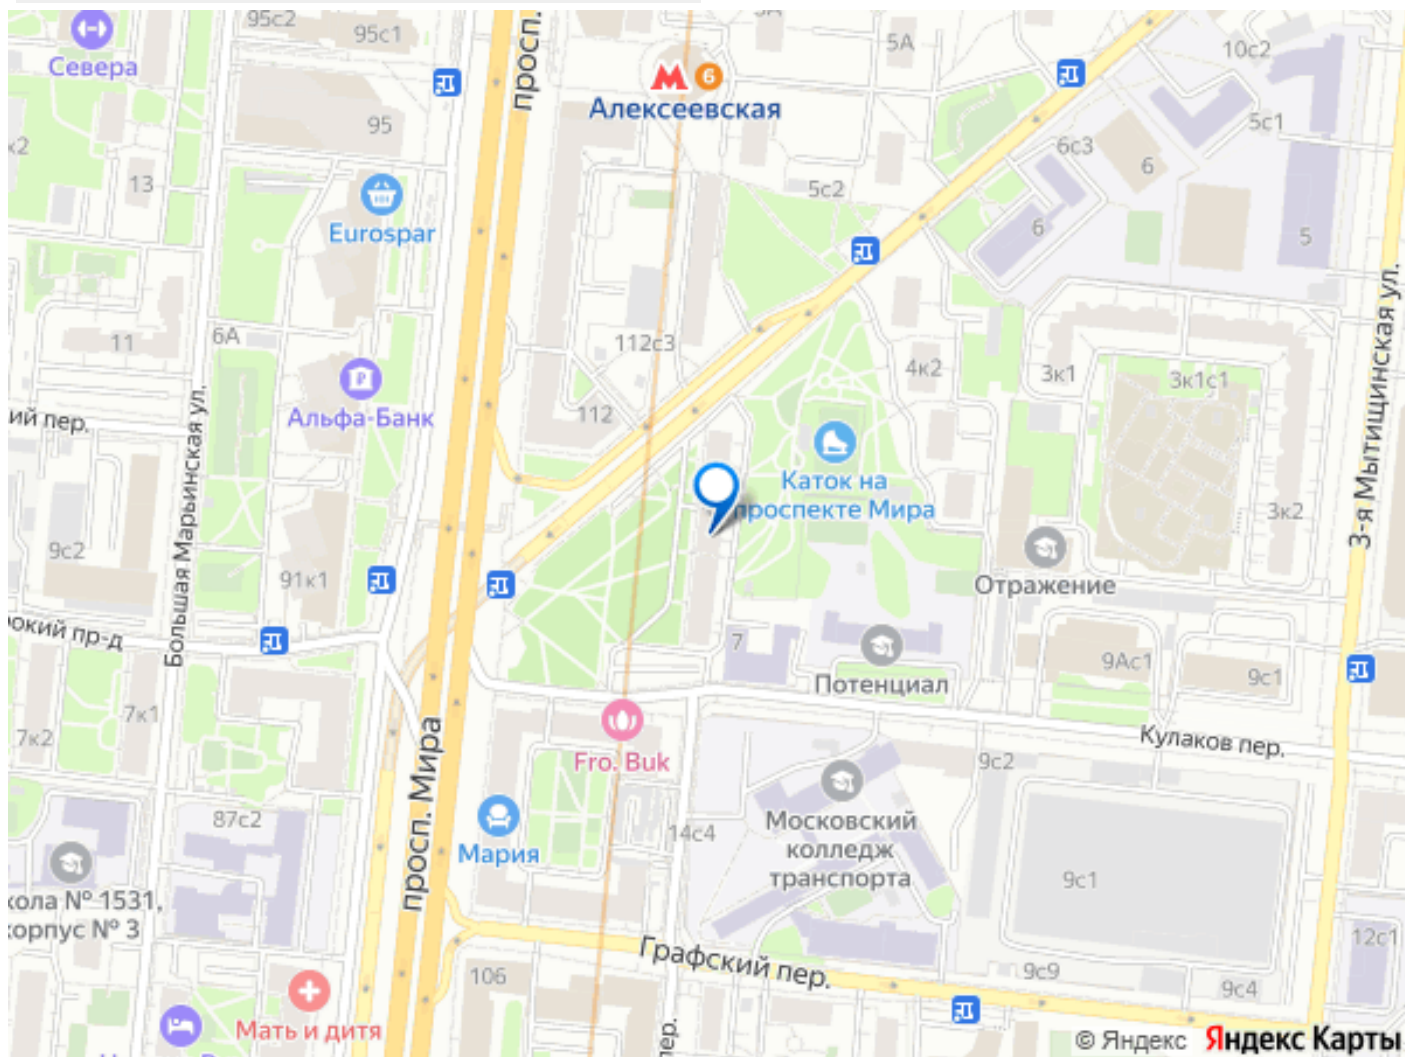 95с2
95с1
Севера
просп.
5А
10с2
6
Алексеевская
95
к2
13
5с1
6с3
6
5с2
Eurospar
6
5
3-я Мытищинская ул.
6А
11
112с3
4к2
3к1
3к1с1
Альфа-Банк
ий пер.
112
Большая Марьинская ул.
Каток на
проспекте Мира
3к2
9с2
91к1
Отражение
окий пр-д
7
9Ас1
9с1
Потенциал
7к1
7к2
просп. Мира
Fro. Buk
Кулаков пер.
9с2
87с2
14с4
Московский
колледж
транспорта
Мария
9с1
кола № 1531,
корпус № 3
12с1
Графский пер.
106
9с9
9с4
Мать и дитя
пер.
© Яндекс Яндекс Карты